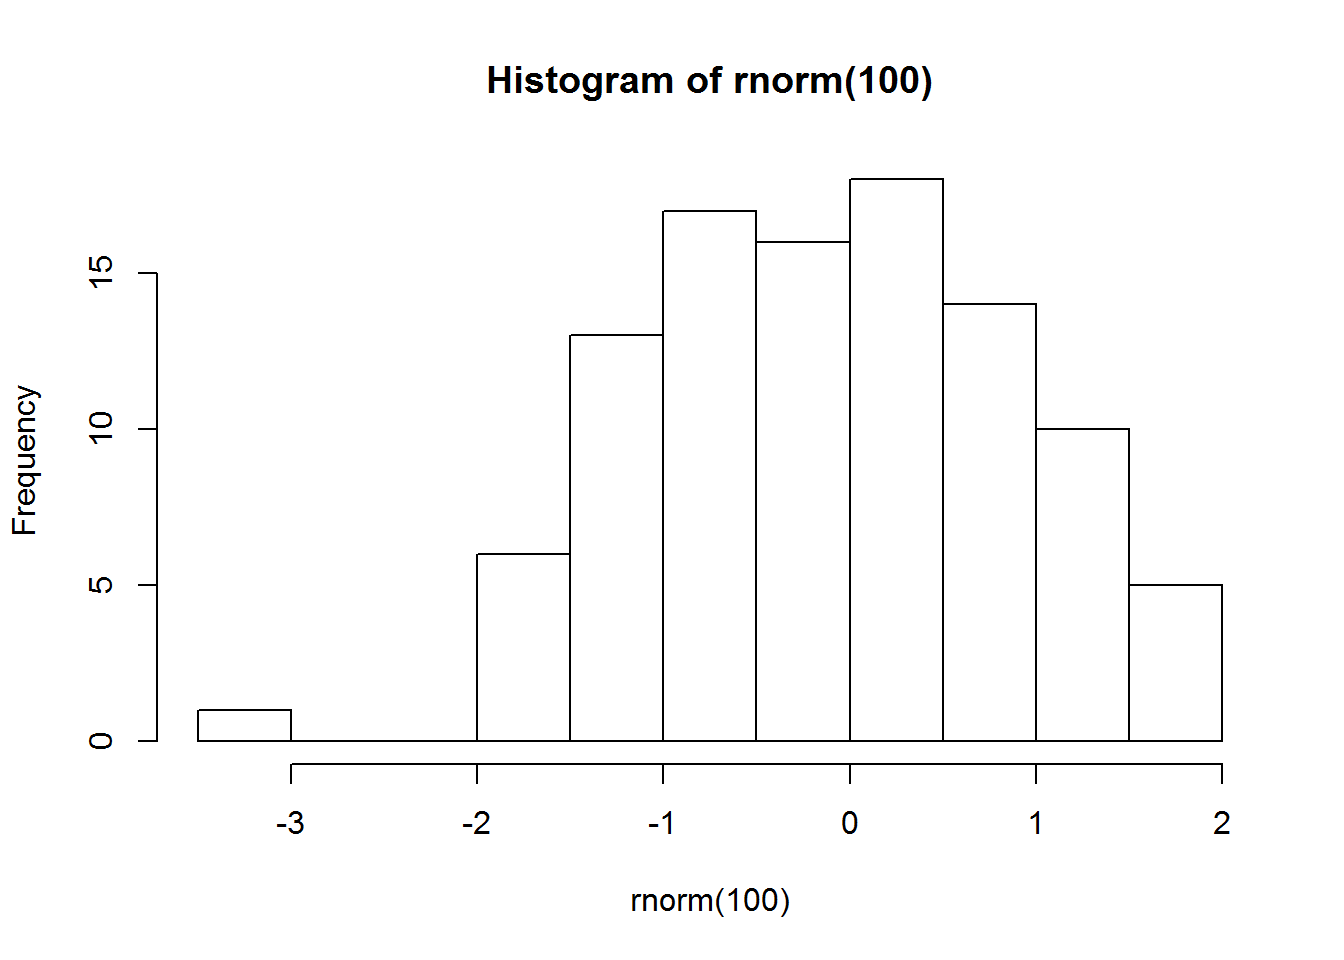 Histogram of rnorm(100)
Frequency
15
10
5
0
-3 -2 -1 0 1 2
rnorm(100)